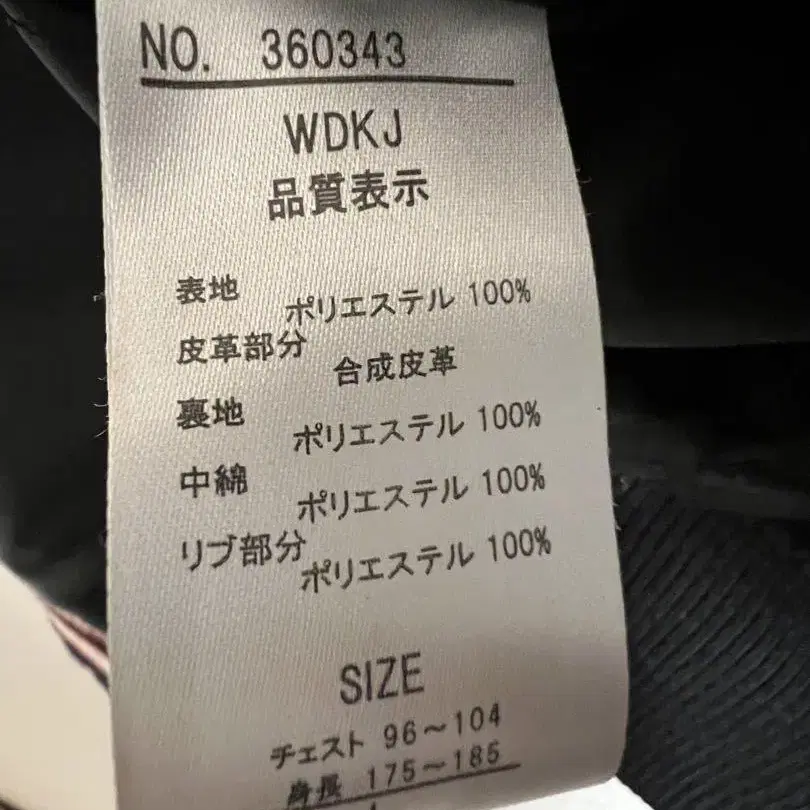 NO. 360343
WDKJ
品質表示
表地
ポリエステル 100%
皮革部分
合成皮革
裏地
ポリエステル 100%
中綿
ポリエステル 100%
リブ部分
ポリエステル 100%
SIZE
チェスト 96～104
身長 175～185